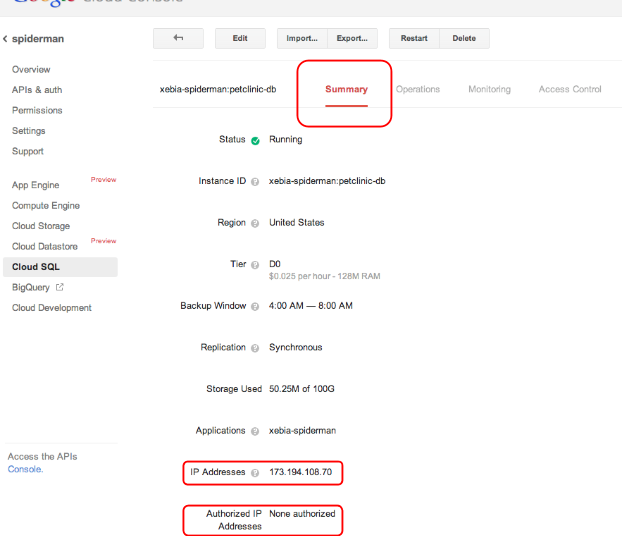 Google Cloud Console
spiderman
Edit
Import...
Export...
Restart
Delete
Overview
APIs & auth
Permissions
Settings
Support
App Engine
Preview
Compute Engine
Cloud Storage
Cloud Datastore
Preview
Cloud SQL
BigQuery
Cloud Development
Access the APIs
Console.
xebia-spiderman:petclinic-db
Summary
Operations
Monitoring
Access Control
Status Running
Instance ID ? xebia-spiderman:petclinic-db
Region ? United States
Tier ? D0
$0.025 per hour - 128M RAM
Backup Window ? 4:00 AM — 8:00 AM
Replication ? Synchronous
Storage Used 50.25M of 100G
Applications ? xebia-spiderman
IP Addresses ? 173.194.108.70
Authorized IP None authorized
Addresses